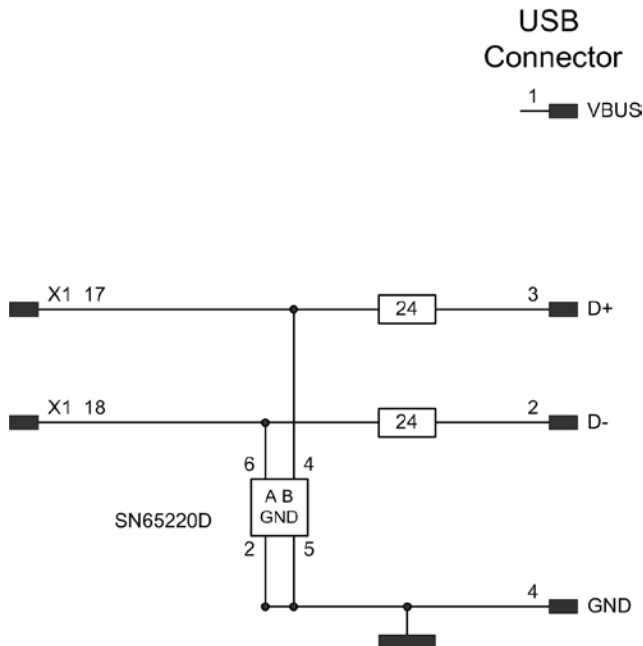 USB
Connector
1 VBUS
X1 17
24
3 D+
X1 18
24
2 D-
6 4
A B
GND
SN65220D
2 5
4 GND